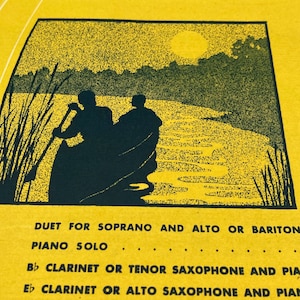 DUET FOR SOPRANO AND ALTO OR BARITON
PIANO SOLO . . . . . . . . . .
B♭ CLARINET OR TENOR SAXOPHONE AND PIA
E♭ CLARINET OR ALTO SAXOPHONE AND PIAN